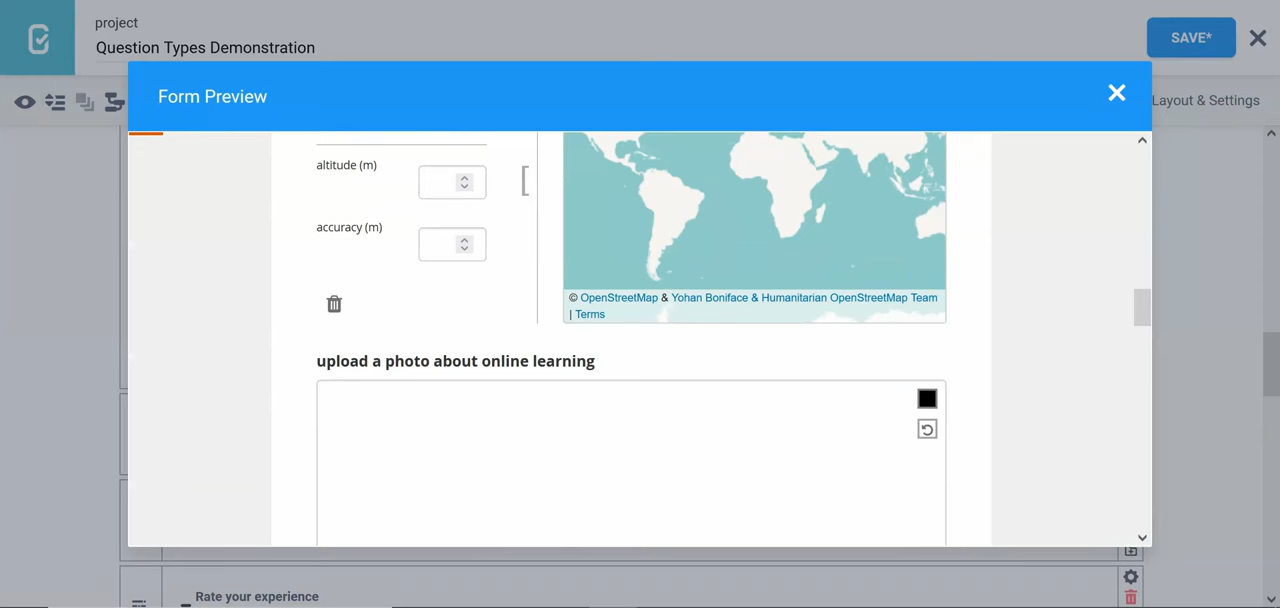 project
Question Types Demonstration
SAVE*
Layout & Settings
Form Preview
altitude (m)
accuracy (m)
© OpenStreetMap & Yohan Boniface & Humanitarian OpenStreetMap Team
| Terms
upload a photo about online learning
Rate your experience